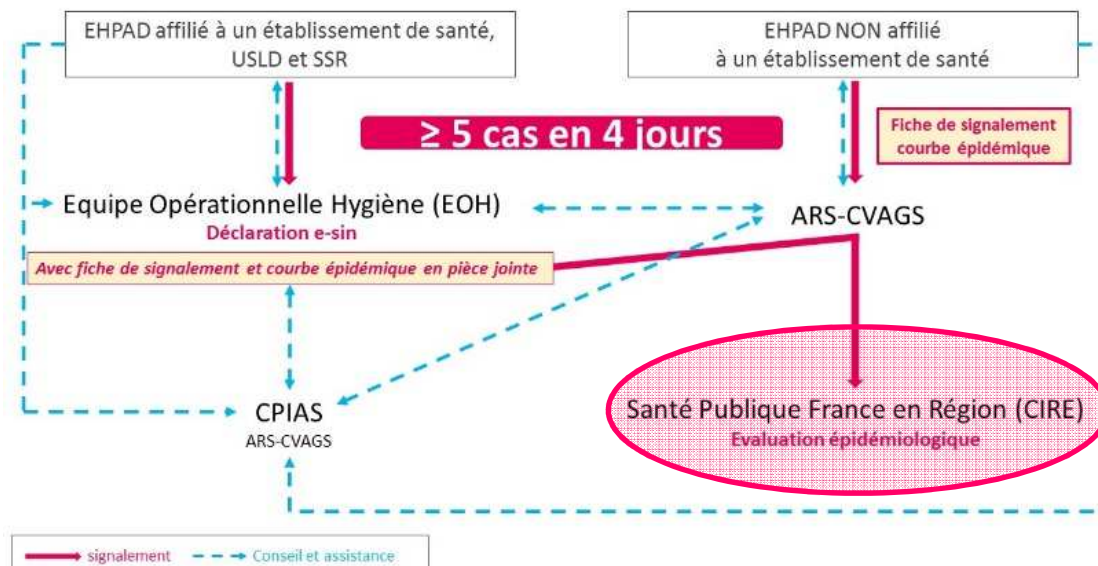 EHPAD affilié à un établissement de santé,
USLD et SSR
EHPAD NON affilié
à un établissement de santé
≥ 5 cas en 4 jours
Fiche de signalement
courbe épidémique
Equipe Opérationnelle Hygiène (EOH)
Déclaration e-sin
Avec fiche de signalement et courbe épidémique en pièce jointe
ARS-CVAGS
CPIAS
ARS-CVAGS
Santé Publique France en Région (CIRE)
Evaluation épidémiologique
signalement
Conseil et assistance